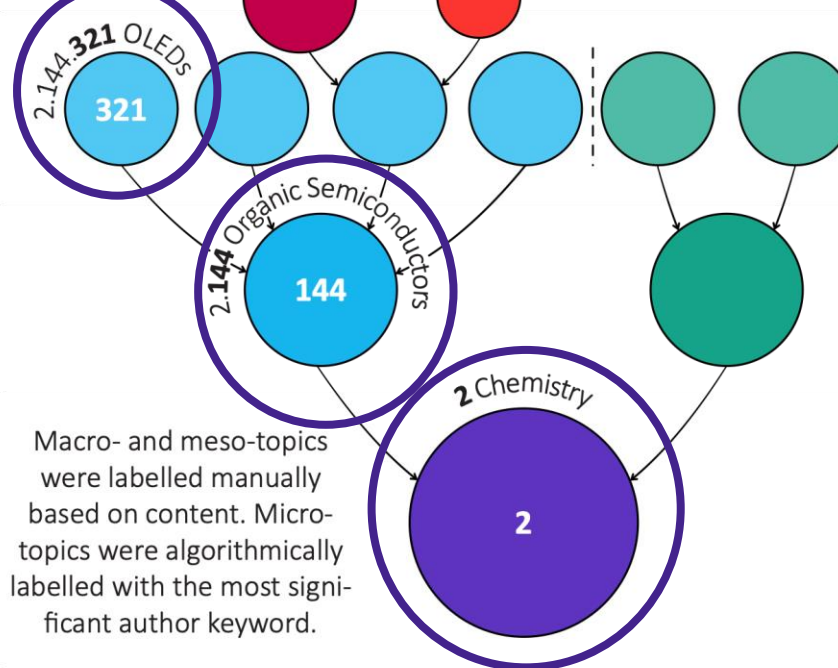 2.144.321 OLEDs
321
2.144 Organic Semiconductors
144
2 Chemistry
2
Macro- and meso-topics
were labelled manually
based on content. Micro-
topics were algorithmically
labelled with the most signi-
ficant author keyword.